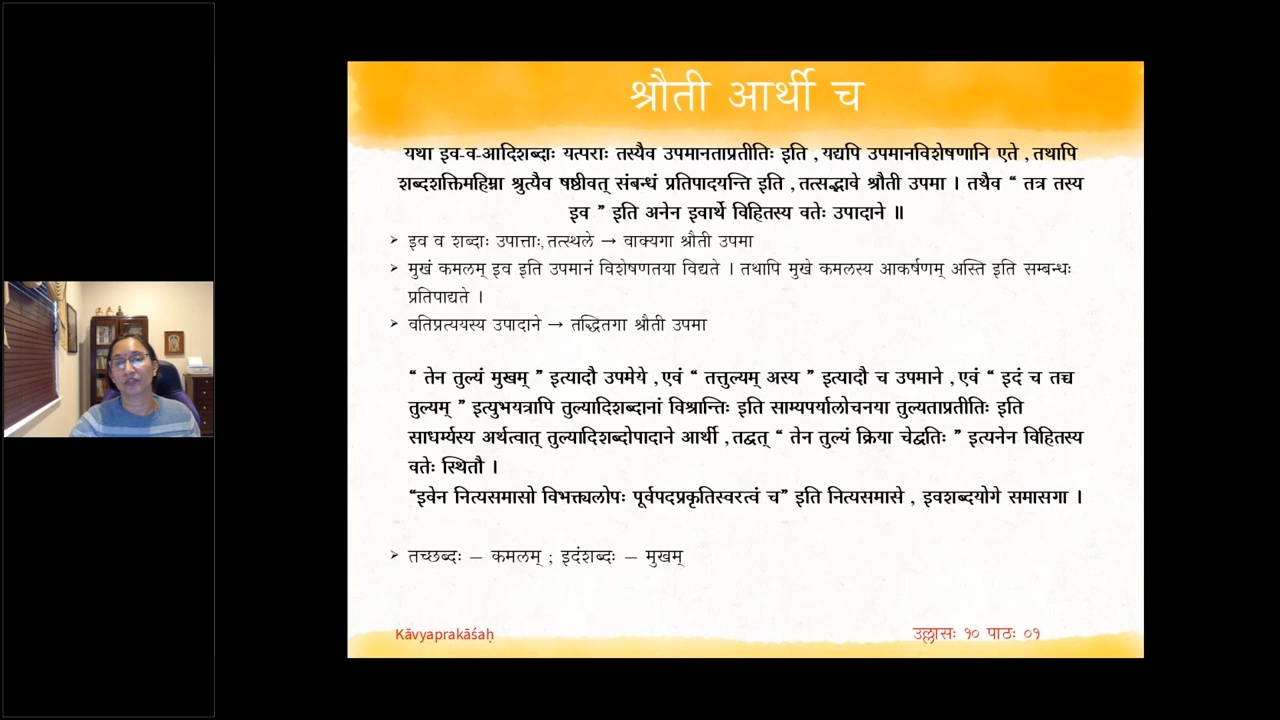 श्रौती आर्थी च
यथा इव-व-आदिशब्दाः यत्पराः तस्यैव उपमानताप्रतीतिः इति , यद्यपि उपमानविशेषणानि एते , तथापि
शब्दशक्तिमहिम्ना श्रुत्यैव षष्ठीवत् संबन्धं प्रतिपादयन्ति इति , तत्सद्भावे श्रौती उपमा । तथैव “ तत्र तस्य
इव ” इति अनेन इवार्थे विहितस्य वतेः उपादाने ॥
➢ इव व शब्दाः उपात्ताः, तत्स्थले → वाक्यगा श्रौती उपमा
➢ मुखं कमलम् इव इति उपमानं विशेषणतया विद्यते । तथापि मुखे कमलस्य आकर्षणम् अस्ति इति सम्बन्धः
प्रतिपाद्यते ।
➢ वतिप्रत्ययस्य उपादाने → तद्धितगा श्रौती उपमा
“ तेन तुल्यं मुखम् ” इत्यादौ उपमेये , एवं “ तत्तुल्यम् अस्य ” इत्यादौ च उपमाने , एवं “ इदं च तच्च
तुल्यम् ” इत्युभयत्रापि तुल्यादिशब्दानां विश्रान्तिः इति साम्यपर्यालोचनया तुल्यताप्रतीतिः इति
साधर्म्यस्य अर्थत्वात् तुल्यादिशब्दोपादाने आर्थी , तद्वत् “ तेन तुल्यं क्रिया चेद्वतिः ” इत्यनेन विहितस्य
वतेः स्थितौ ।
“इवेन नित्यसमासो विभक्त्यलोपः पूर्वपदप्रकृतिस्वरत्वं च” इति नित्यसमासे , इवशब्दयोगे समासगा ।
➢ तच्छब्दः – कमलम् ; इदंशब्दः – मुखम्
Kāvyaprakāśaḥ
उल्लासः १० पाठः ०१